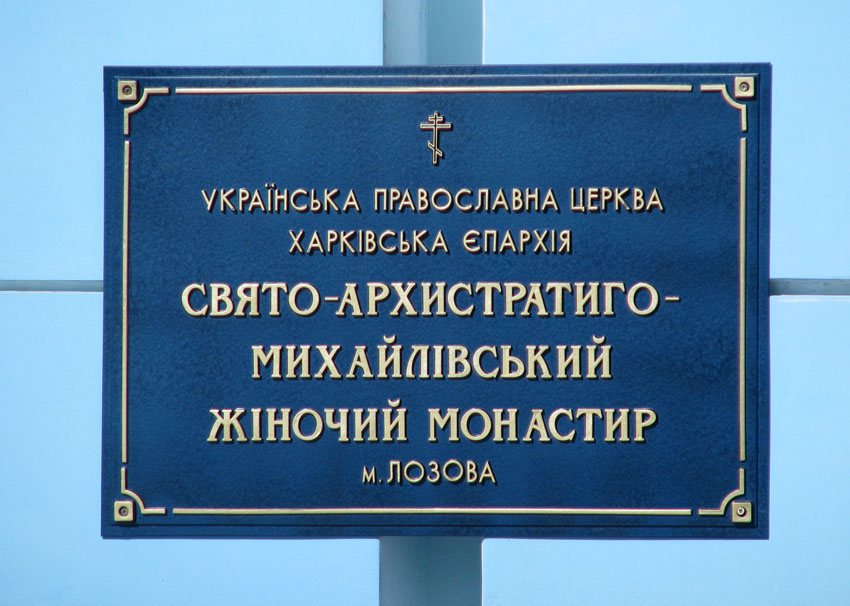 УКРАЇНСЬКА ПРАВОСЛАВНА ЦЕРКВА
ХАРКІВСЬКА ЄПАРХІЯ
СВЯТО-АРХИСТРАТИГО-
МИХАЙЛІВСЬКИЙ
ЖІНОЧИЙ МОНАСТИР
м. ЛОЗОВА